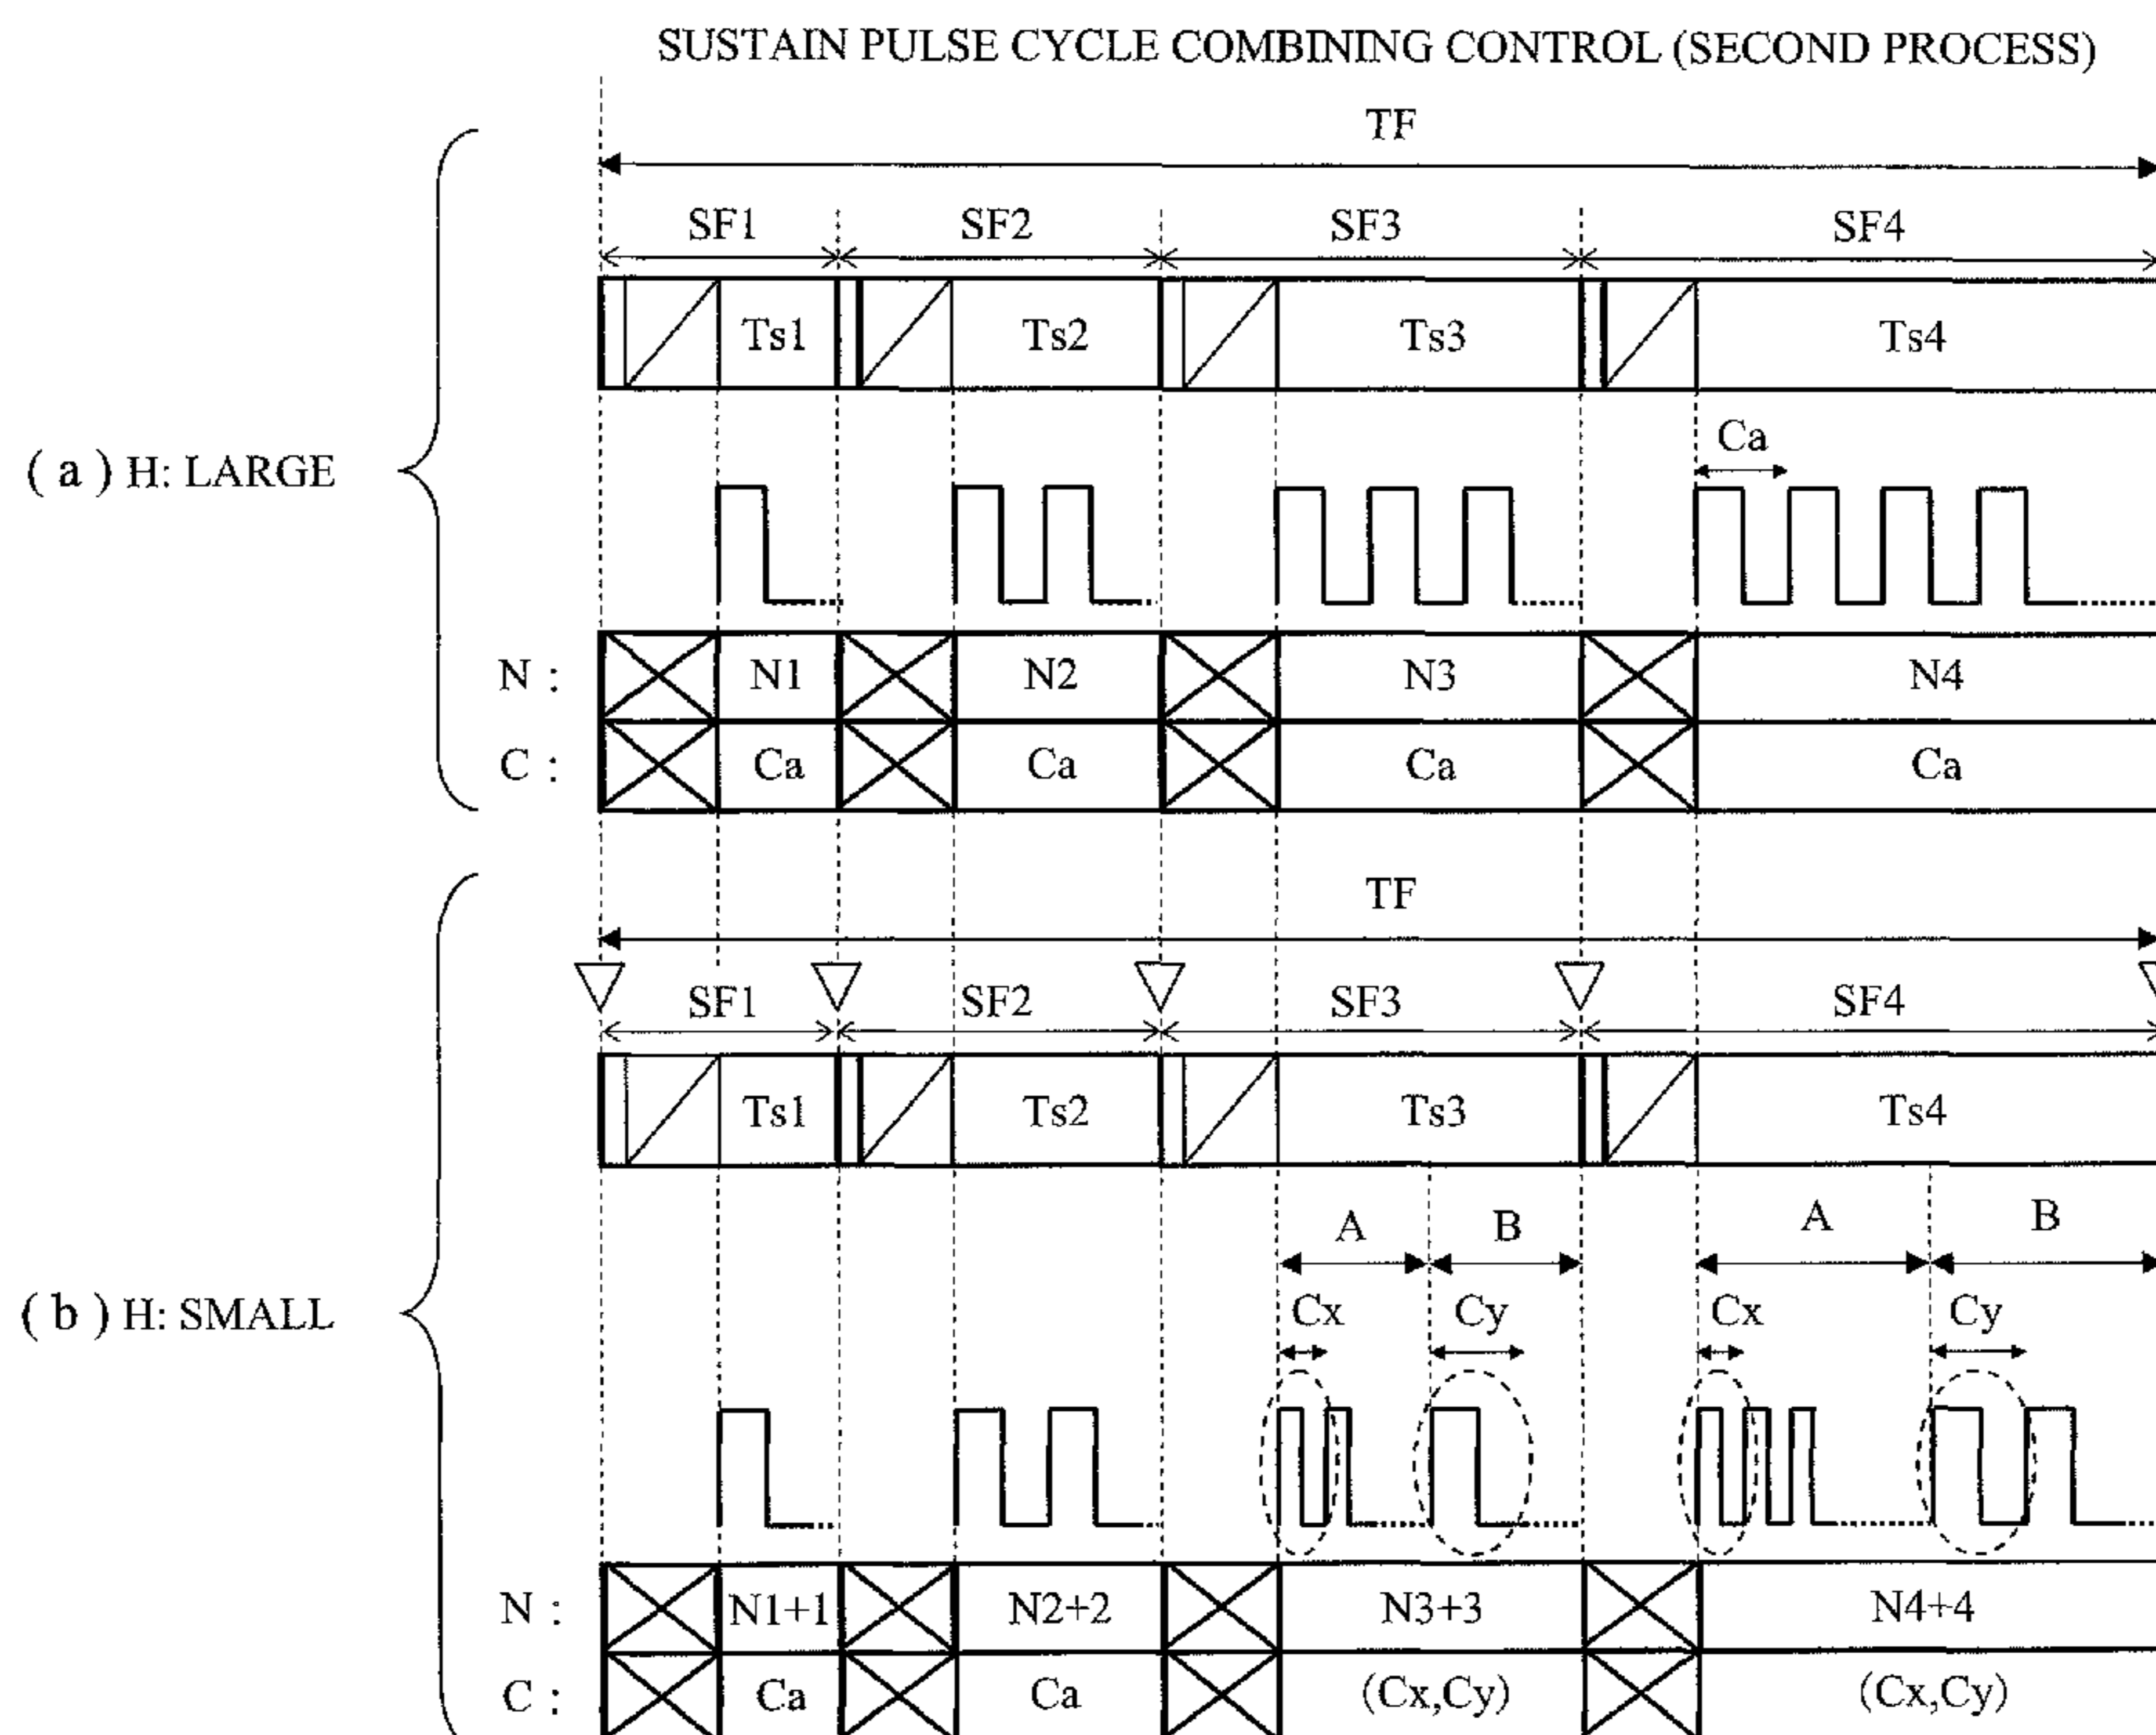 SUSTAIN PULSE CYCLE COMBINING CONTROL (SECOND PROCESS)
TF
SF1 SF2 SF3 SF4
Ts1 Ts2 Ts3 Ts4
Ca
( a ) H: LARGE
N : N1 N2 N3 N4
C : Ca Ca Ca Ca
TF
SF1 SF2 SF3 SF4
Ts1 Ts2 Ts3 Ts4
A B A B
Cx Cy Cx Cy
( b ) H: SMALL
N : N1+1 N2+2 N3+3 N4+4
C : Ca Ca (Cx,Cy) (Cx,Cy)